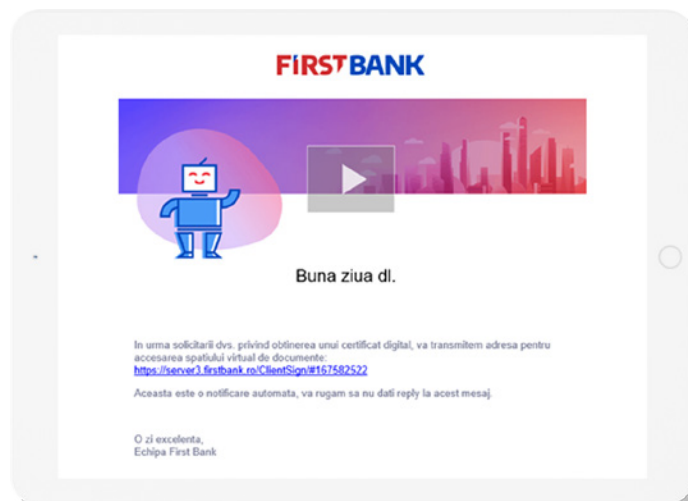 FIRST BANK
Buna ziua dl.
In urma solicitarii dvs. privind obtinerea unui certificat digital, va transmitem adresa pentru
accesarea spatiului virtual de documente:
https://server3.firstbank.ro/ClientSign/#167582522
Aceasta este o notificare automata, va rugam sa nu dati reply la acest mesaj.
O zi excelenta,
Echipa First Bank